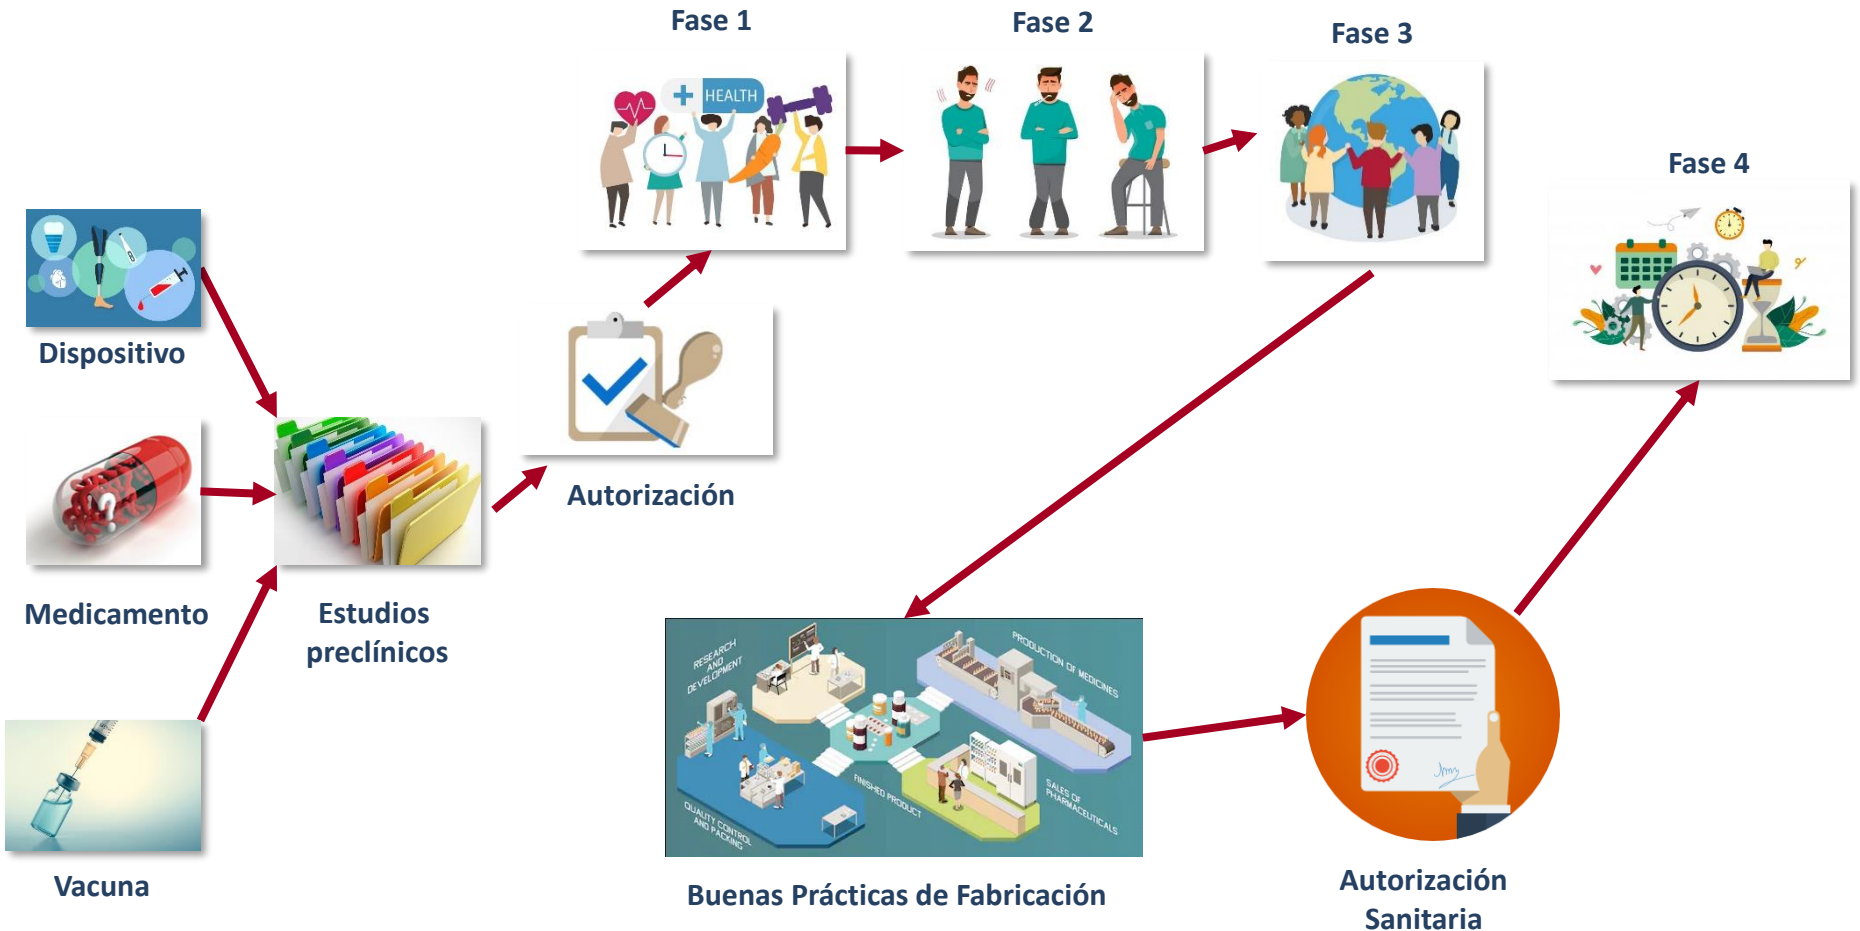 Fase 1
Fase 2
Fase 3
Fase 4
HEALTH
Dispositivo
Medicamento
Vacuna
Estudios
preclínicos
Autorización
RESEARCH
AND
DEVELOPMENT
PRODUCTION OF MEDICINES
QUALITY CONTROL
AND PACKING
FINISHED PRODUCT
SALES OF
PHARMACEUTICALS
Buenas Prácticas de Fabricación
Autorización
Sanitaria